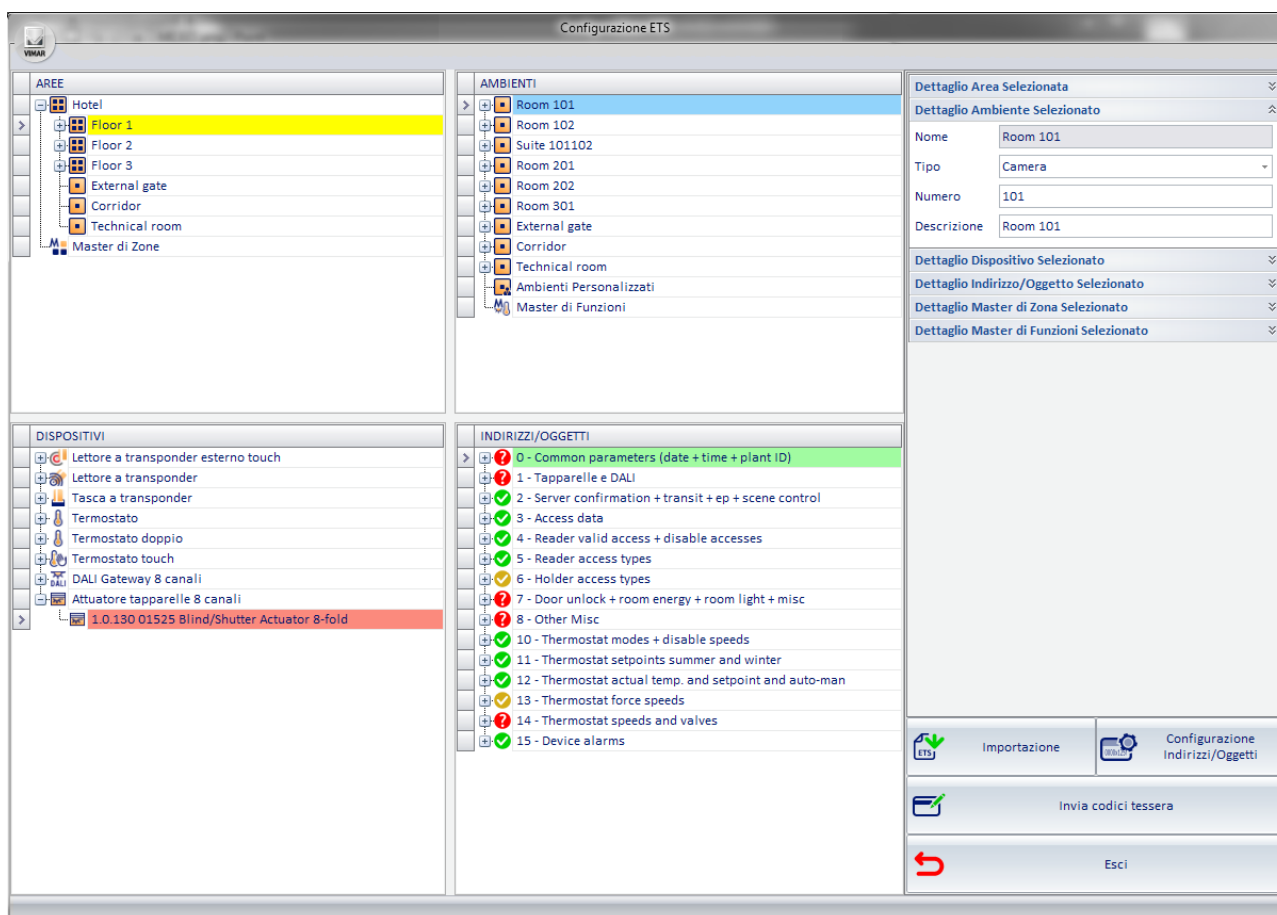 Configurazione ETS
VIMAR
AREE
Hotel
Floor 1
Floor 2
Floor 3
External gate
Corridor
Technical room
Master di Zone
AMBIENTI
Room 101
Room 102
Suite 101102
Room 201
Room 202
Room 301
External gate
Corridor
Technical room
Ambienti Personalizzati
Master di Funzioni
Dettaglio Area Selezionata
Dettaglio Ambiente Selezionato
Nome Room 101
Tipo Camera
Numero 101
Descrizione Room 101
Dettaglio Dispositivo Selezionato
Dettaglio Indirizzo/Oggetto Selezionato
Dettaglio Master di Zona Selezionato
Dettaglio Master di Funzioni Selezionato
DISPOSITIVI
Lettore a transponder esterno touch
Lettore a transponder
Tasca a transponder
Termostato
Termostato doppio
Termostato touch
DALI DALI Gateway 8 canali
Attuatore tapparelle 8 canali
1.0.130 01525 Blind/Shutter Actuator 8-fold
INDIRIZZI/OGGETTI
0 - Common parameters (date + time + plant ID)
1 - Tapparelle e DALI
2 - Server confirmation + transit + ep + scene control
3 - Access data
4 - Reader valid access + disable accesses
5 - Reader access types
6 - Holder access types
7 - Door unlock + room energy + room light + misc
8 - Other Misc
10 - Thermostat modes + disable speeds
11 - Thermostat setpoints summer and winter
12 - Thermostat actual temp. and setpoint and auto-man
13 - Thermostat force speeds
14 - Thermostat speeds and valves
15 - Device alarms
ETS Importazione
Configurazione
Indirizzi/Oggetti
Invia codici tessera
Esci